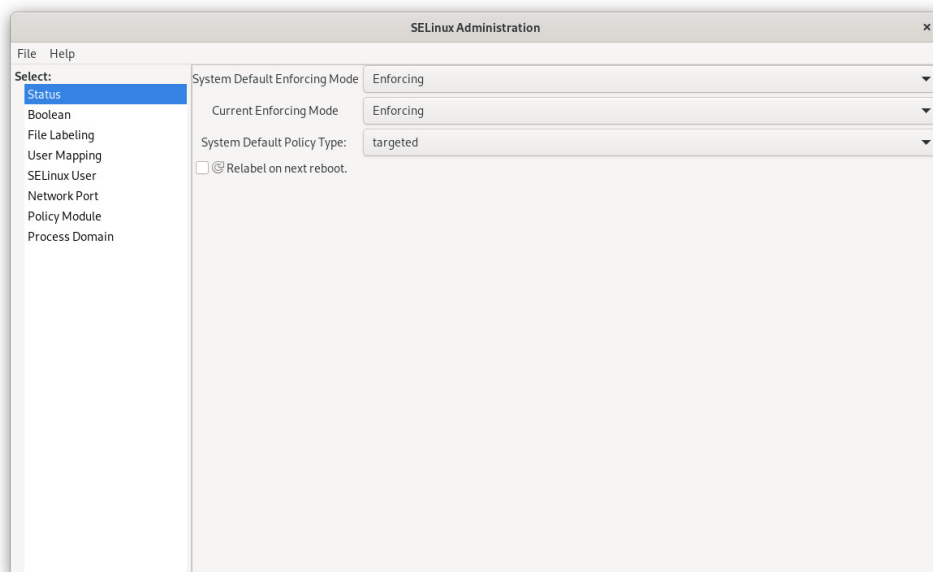 SELinux Administration ×
File Help
Select:
Status
Boolean
File Labeling
User Mapping
SELinux User
Network Port
Policy Module
Process Domain
System Default Enforcing Mode Enforcing
Current Enforcing Mode Enforcing
System Default Policy Type: targeted
Relabel on next reboot.